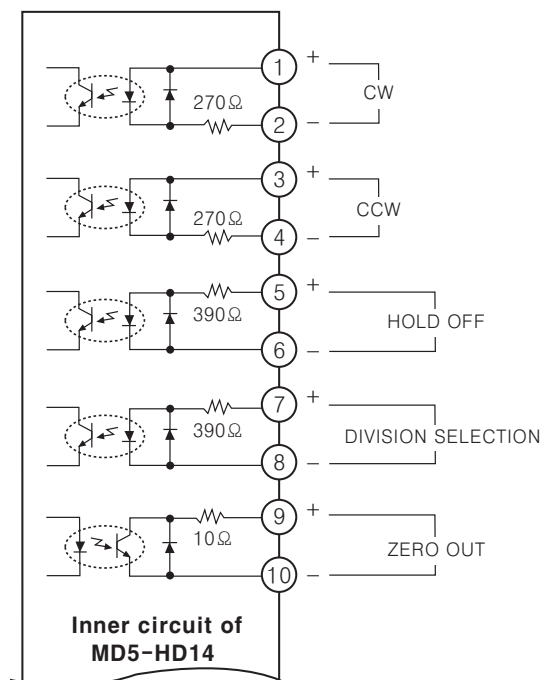 1 + CW
270Ω
2 −
3 + CCW
270Ω
4 −
5 + HOLD OFF
390Ω
6 −
7 + DIVISION SELECTION
390Ω
8 −
9 + ZERO OUT
10Ω
10 −
Inner circuit of
MD5-HD14